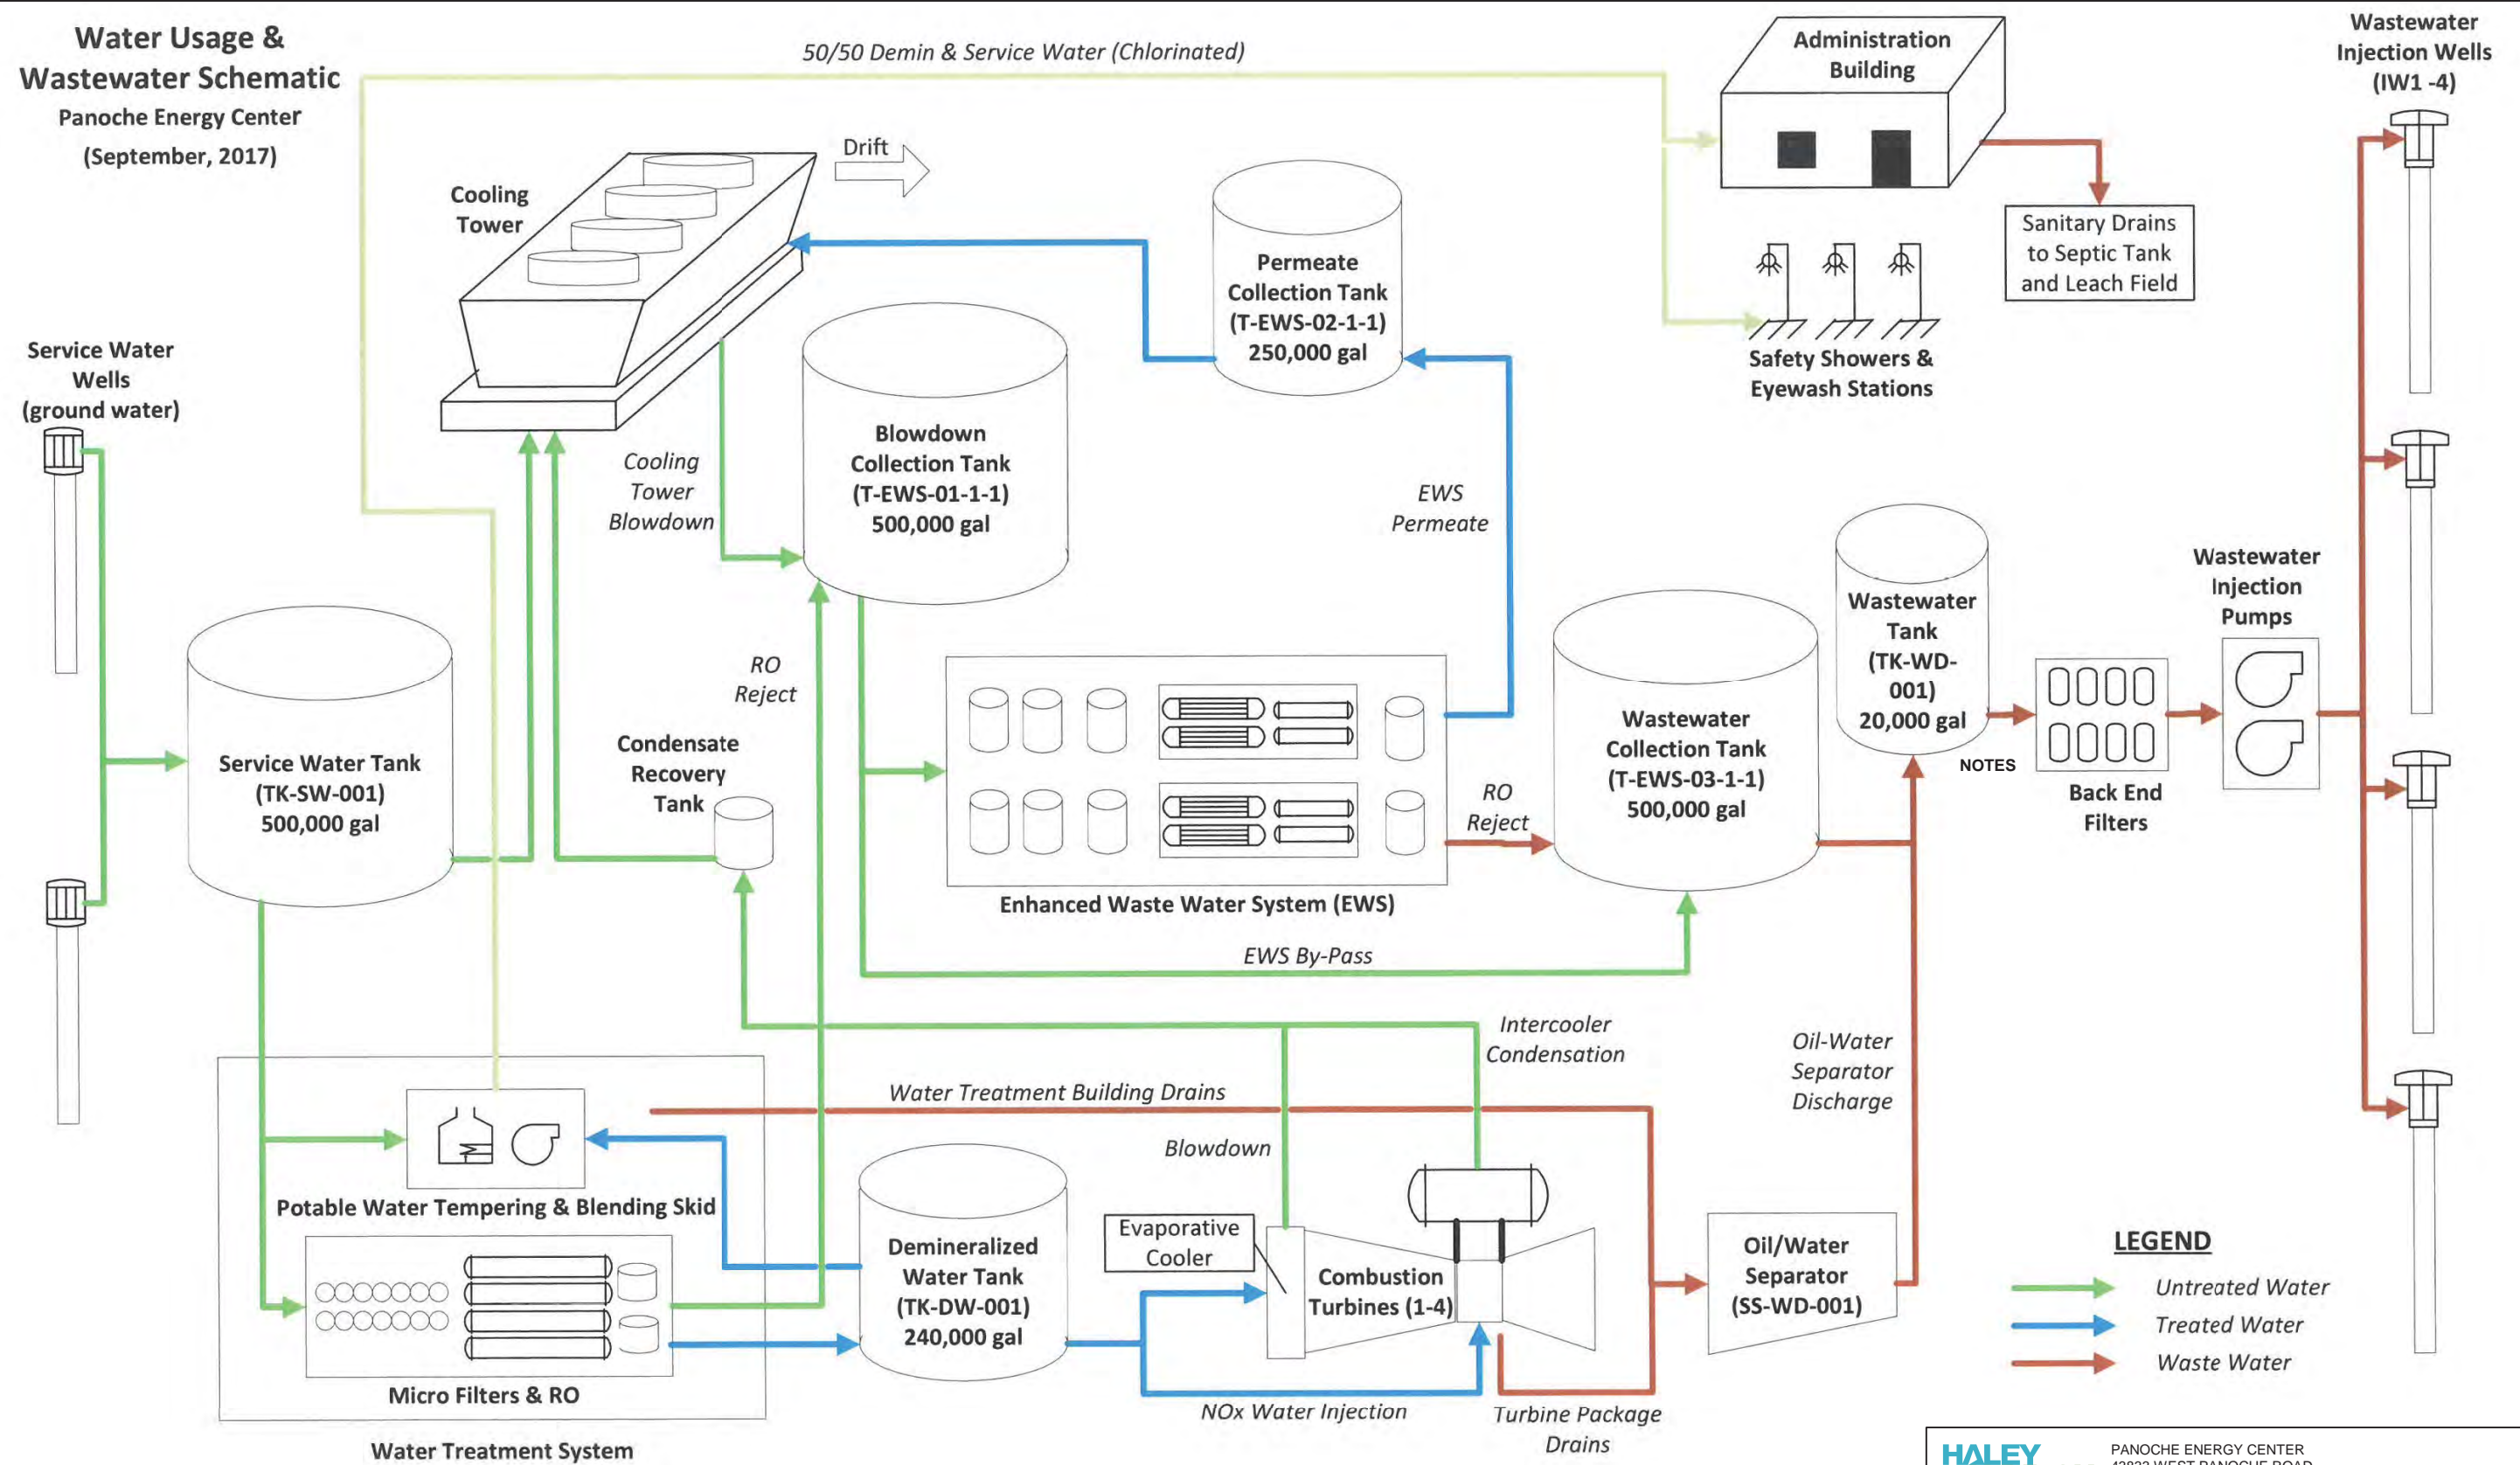 Water Usage &
Wastewater Schematic
Panoche Energy Center
(September, 2017)
50/50 Demin & Service Water (Chlorinated)
Administration
Building
Wastewater
Injection Wells
(IW1 -4)
Drift
Cooling
Tower
Sanitary Drains
to Septic Tank
and Leach Field
Permeate
Collection Tank
(T-EWS-02-1-1)
250,000 gal
Safety Showers &
Eyewash Stations
Service Water
Wells
(ground water)
Cooling
Tower
Blowdown
Blowdown
Collection Tank
(T-EWS-01-1-1)
500,000 gal
EWS
Permeate
Wastewater
Tank
(TK-WD-
001)
20,000 gal
Wastewater
Injection
Pumps
RO
Reject
Service Water Tank
(TK-SW-001)
500,000 gal
Condensate
Recovery
Tank
Wastewater
Collection Tank
(T-EWS-03-1-1)
500,000 gal
NOTES
RO
Reject
Back End
Filters
Enhanced Waste Water System (EWS)
EWS By-Pass
Intercooler
Condensation
Oil-Water
Separator
Discharge
Water Treatment Building Drains
Blowdown
Potable Water Tempering & Blending Skid
Evaporative
Cooler
Demineralized
Water Tank
(TK-DW-001)
240,000 gal
Combustion
Turbines (1-4)
Oil/Water
Separator
(SS-WD-001)
LEGEND
Untreated Water
Treated Water
Waste Water
Micro Filters & RO
NOx Water Injection
Turbine Package
Drains
Water Treatment System
HALEY
PANOCHE ENERGY CENTER